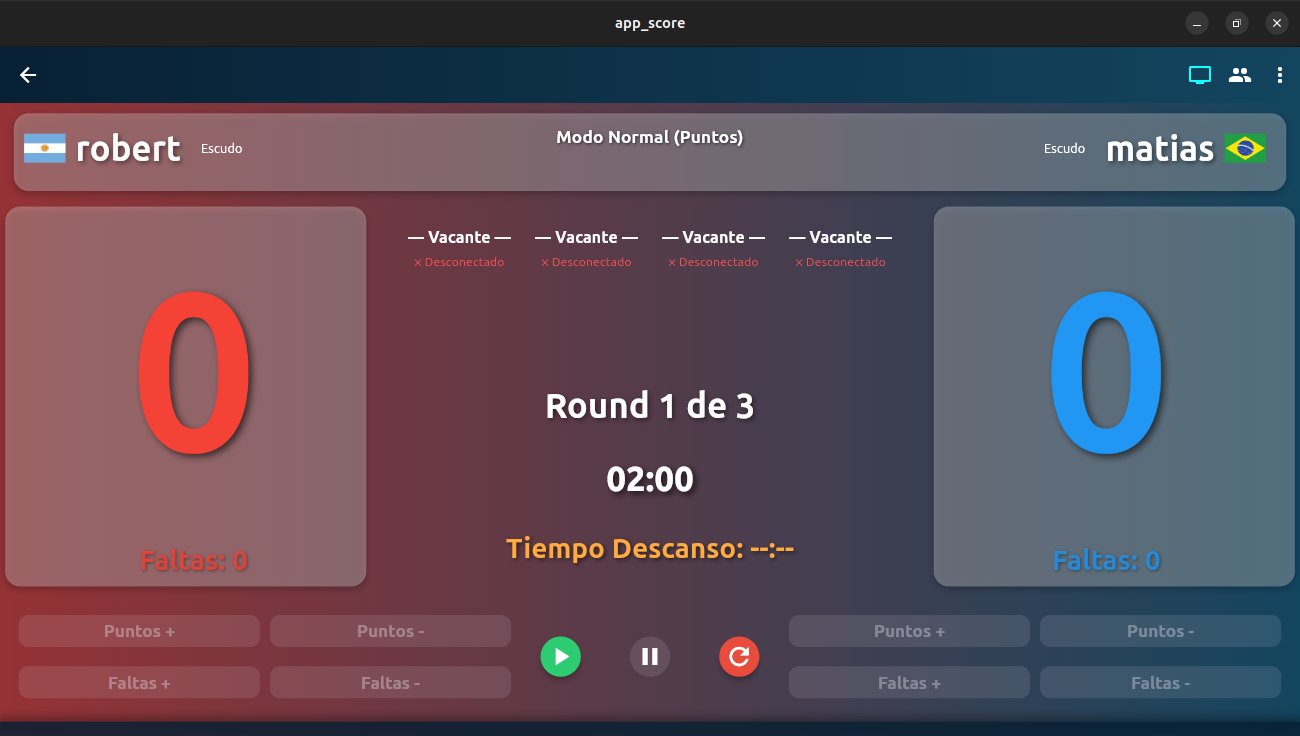 app_score
robert
Escudo
Modo Normal (Puntos)
Escudo
matias
— Vacante — — Vacante — — Vacante — — Vacante —
× Desconectado × Desconectado × Desconectado × Desconectado
0
0
Round 1 de 3
02:00
Tiempo Descanso: --:--
Faltas: 0
Faltas: 0
Puntos + Puntos - Puntos + Puntos -
Faltas + Faltas - Faltas + Faltas -